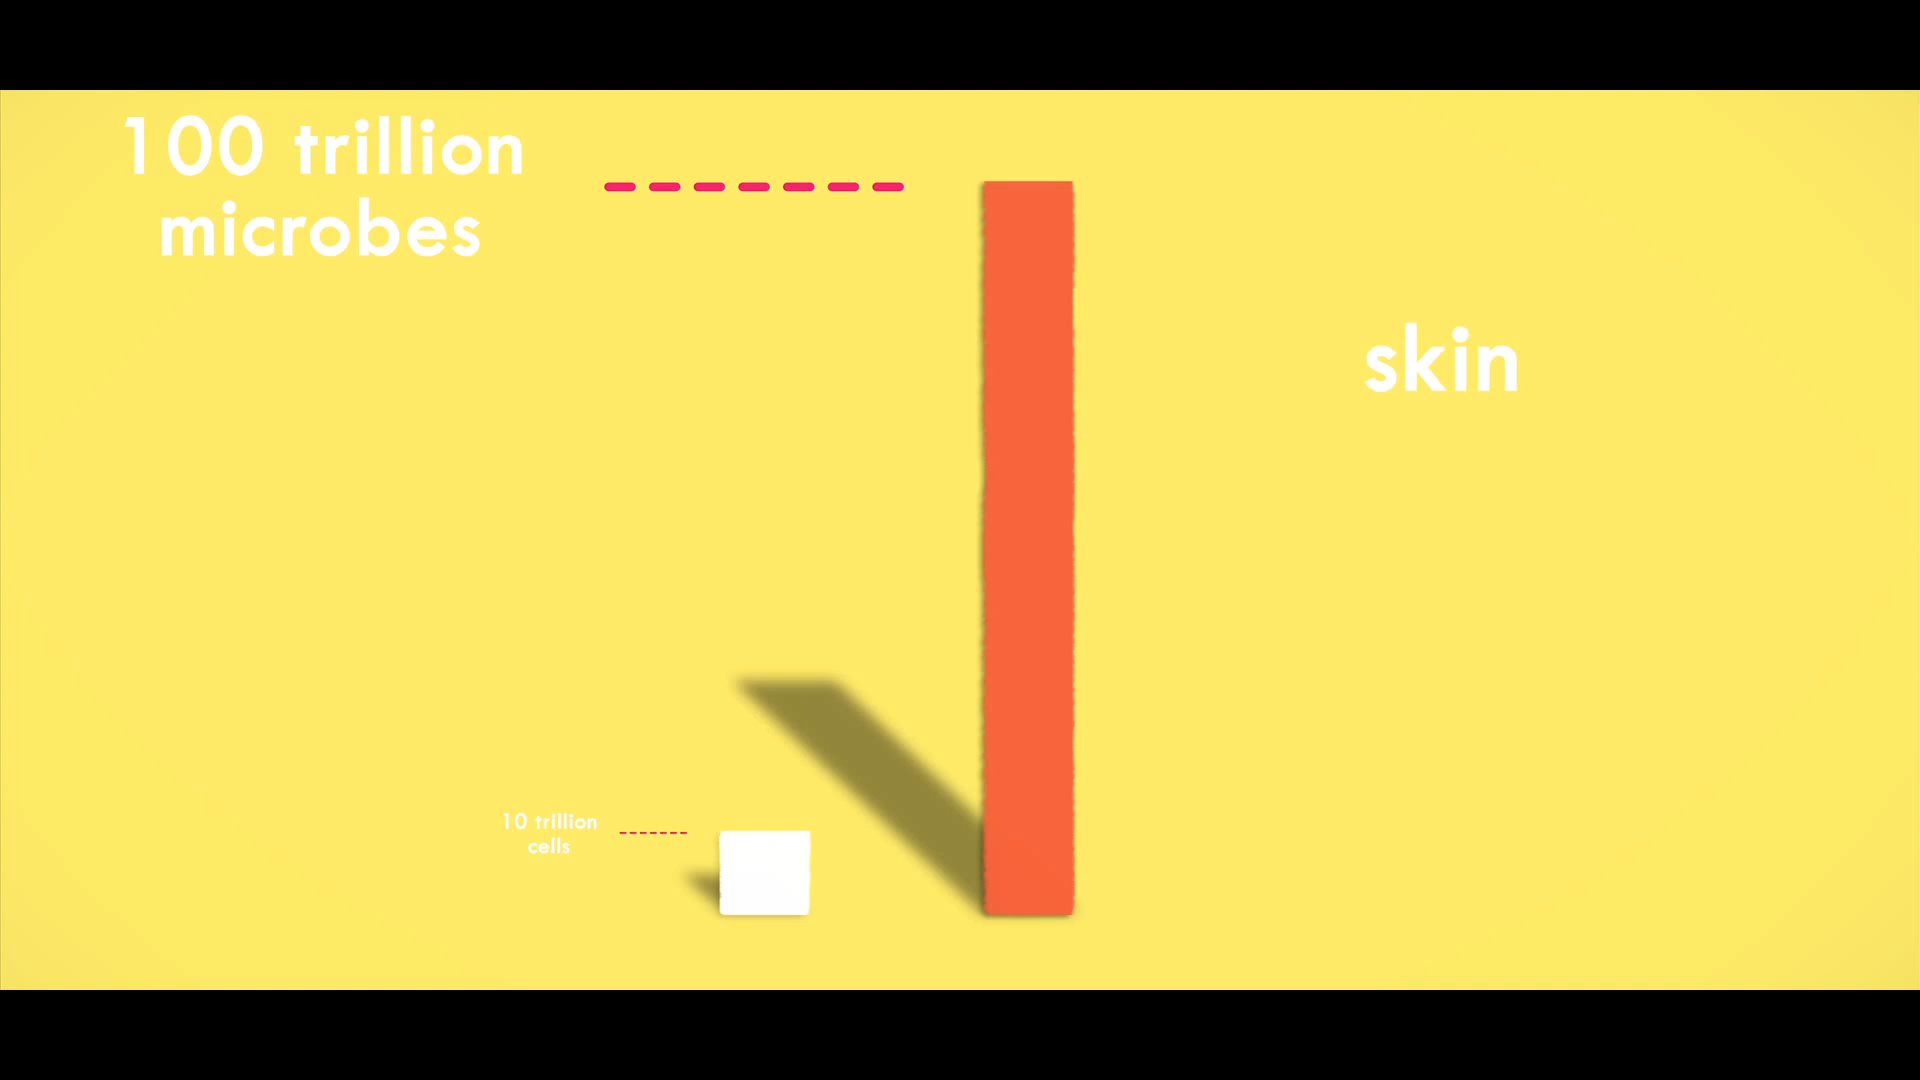 100 trillion
microbes
skin
10 trillion
cells